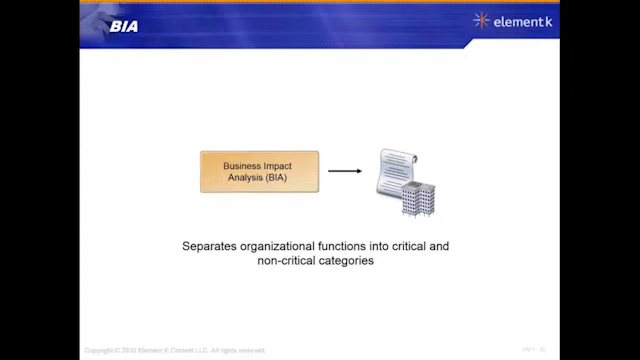 BIA
element k
Business Impact
Analysis (BIA)
Separates organizational functions into critical and
non-critical categories
Copyright © 2010 Element K Content LLC. All rights reserved.